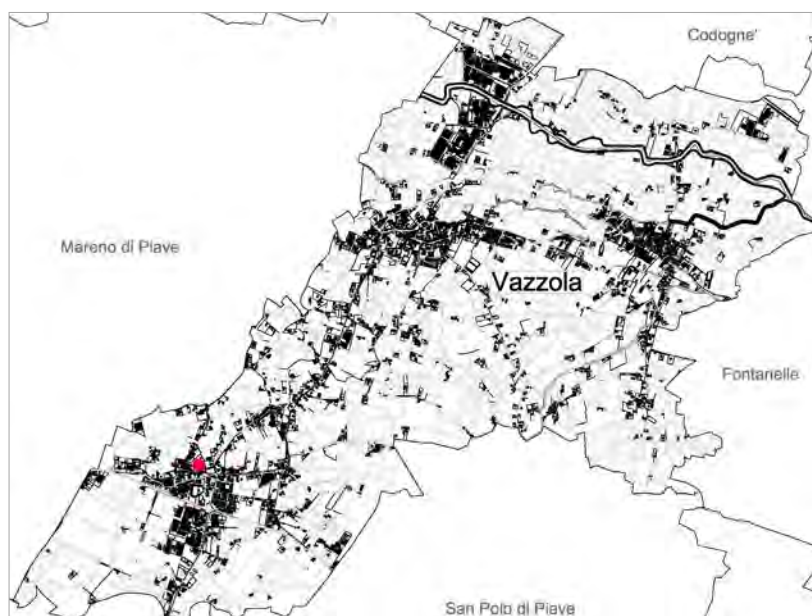 Codogne'
Mareno di Piave
Vazzola
Fontanelle
San Polo di Piave